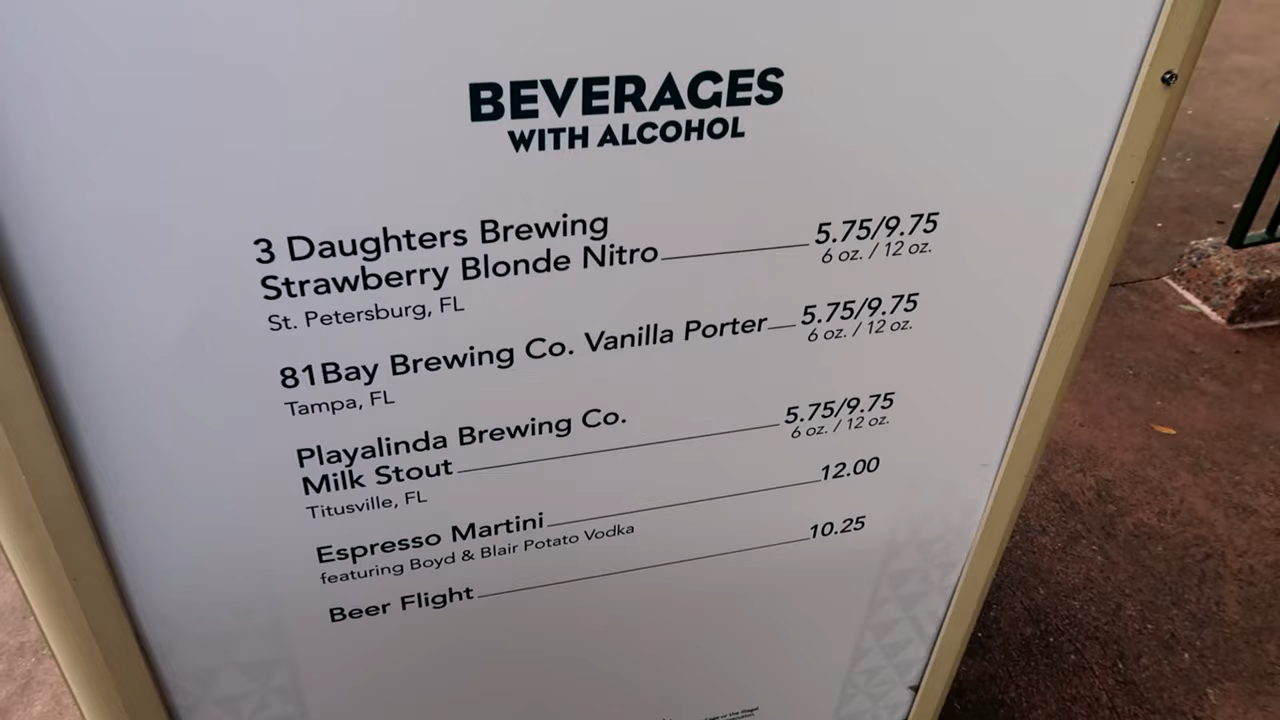 BEVERAGES
WITH ALCOHOL
3 Daughters Brewing
Strawberry Blonde Nitro 5.75/9.75
6 oz. / 12 oz.
St. Petersburg, FL
81Bay Brewing Co. Vanilla Porter 5.75/9.75
6 oz. / 12 oz.
Tampa, FL
Playalinda Brewing Co.
Milk Stout 5.75/9.75
6 oz. / 12 oz.
Titusville, FL
Espresso Martini 12.00
featuring Boyd & Blair Potato Vodka
Beer Flight 10.25